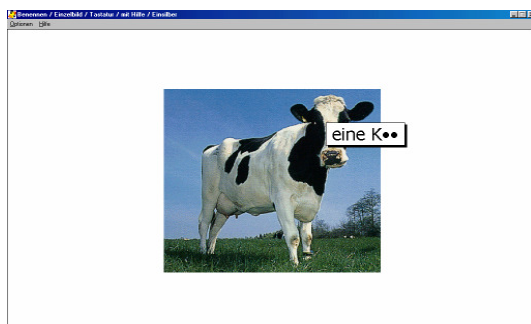 Benennen / Einzelbild / Tastatur / mit Hilfe / Einsilber
Optionen Hilfe
eine K●●